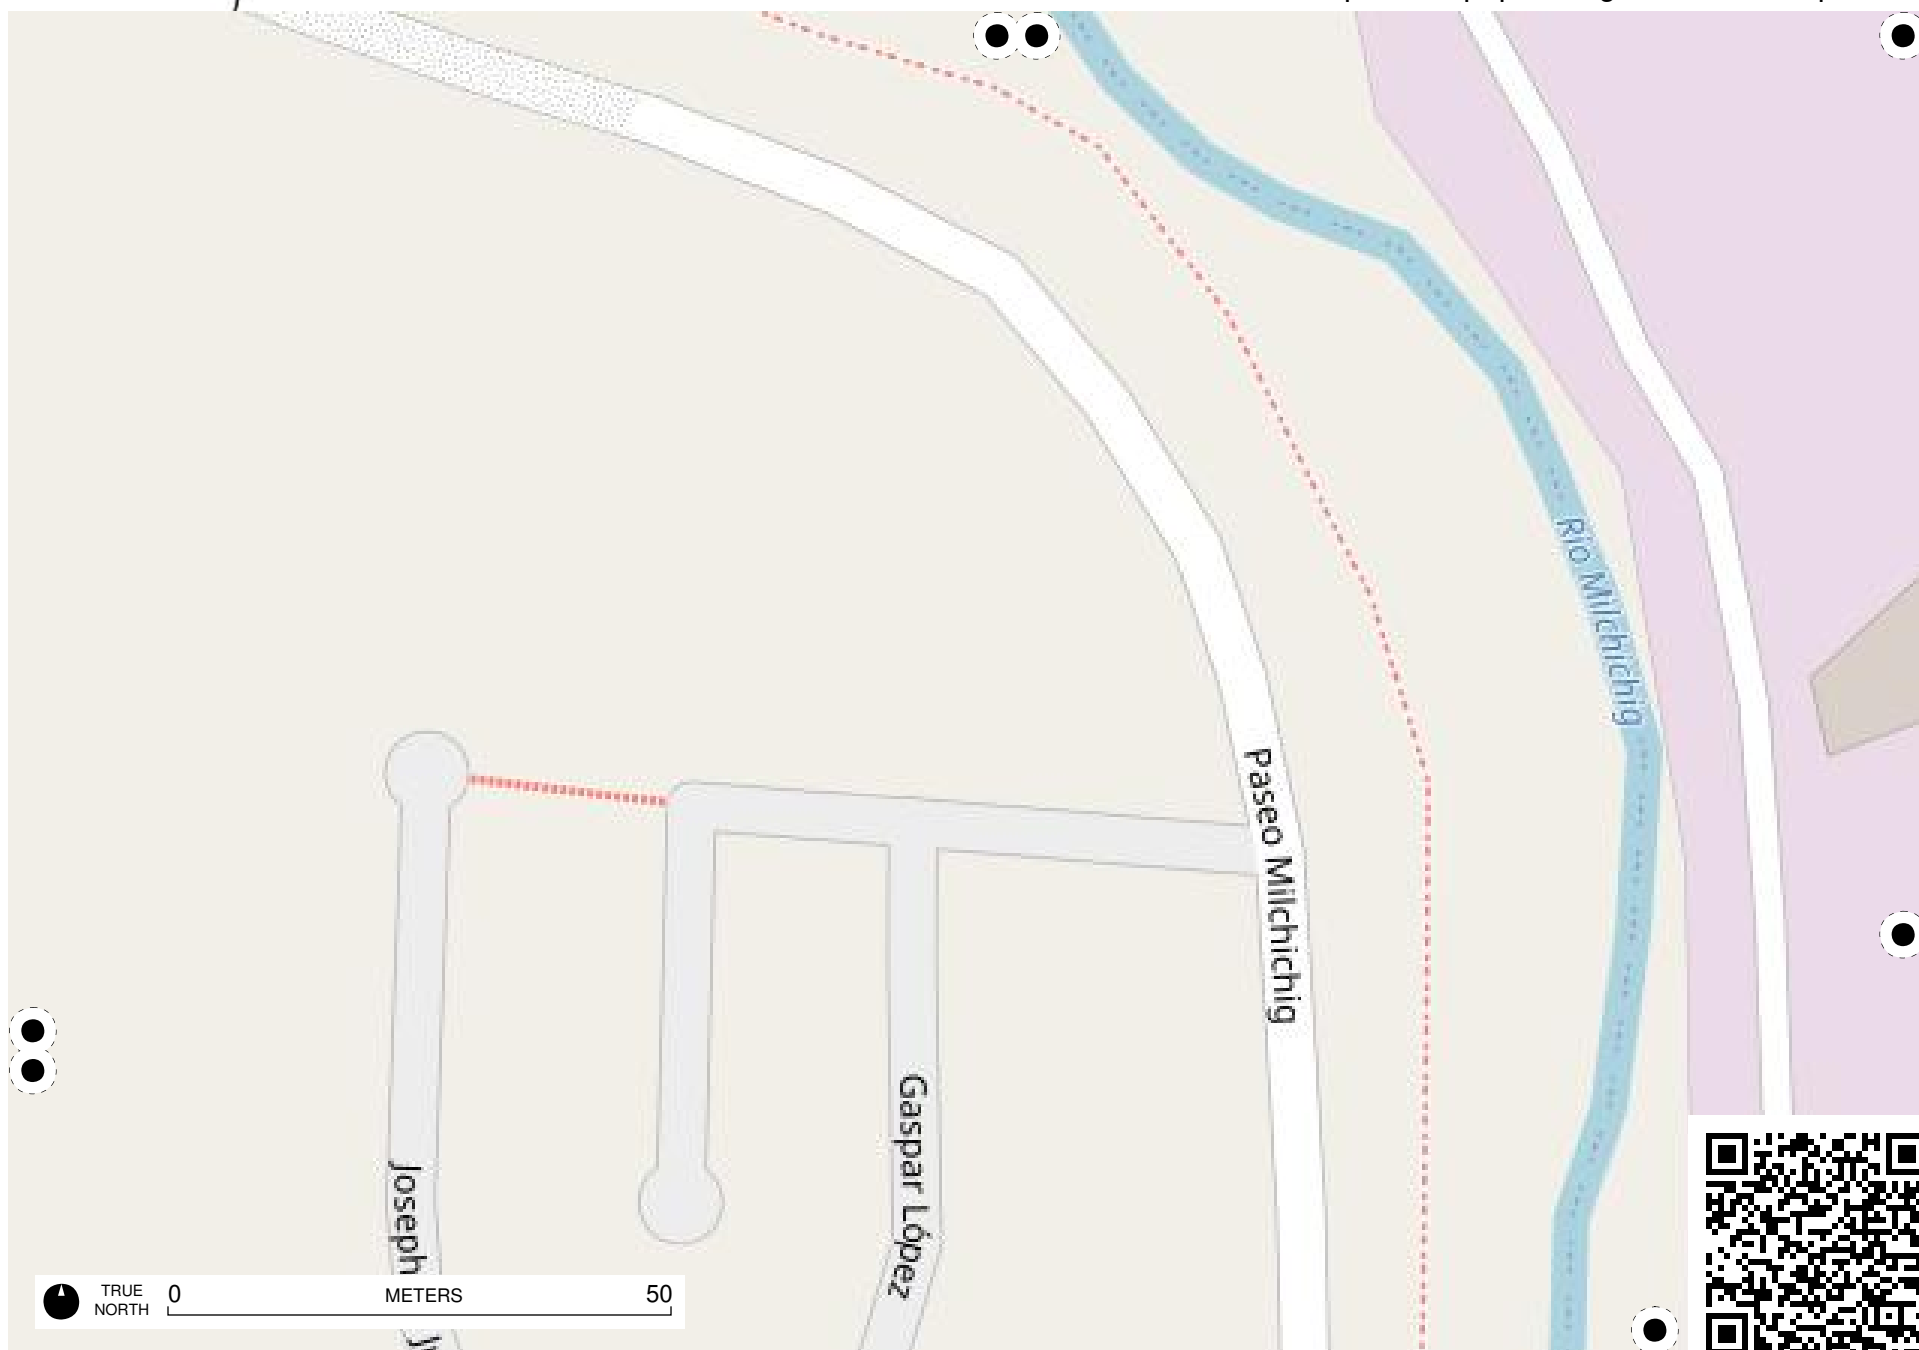 Río Milchichig
Paseo Milchichig
Gaspar López
Joseph
TRUE
NORTH
0
METERS
50